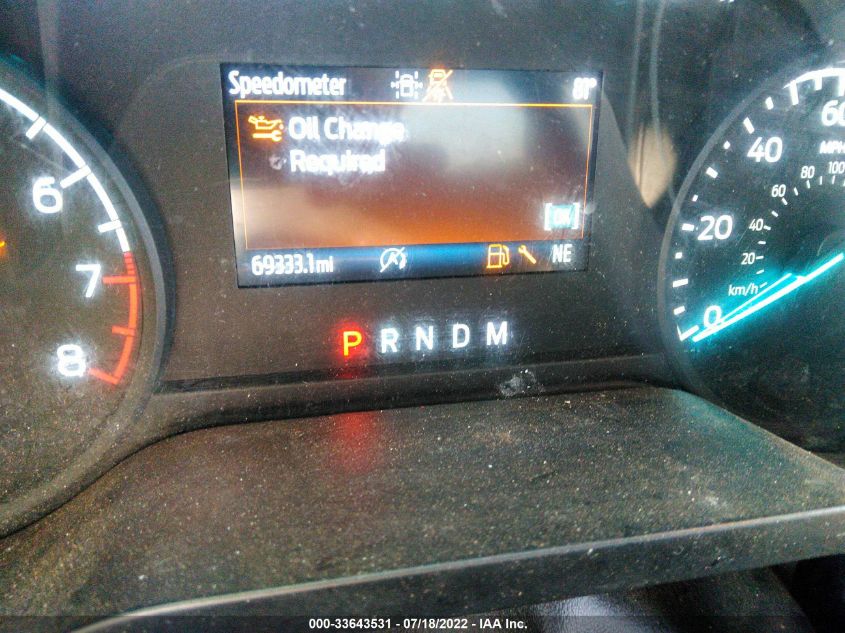 Speedometer 81°
Oil Change
Required
[OK]
69333.1mi NE
P R N D M
6
7
8
60
MPH
40
20
0
100
80
60
40
20
km/h
000-33643531 - 07/18/2022 - IAA Inc.